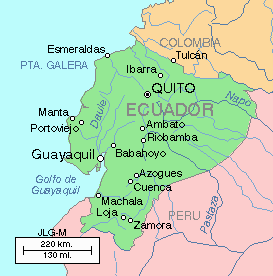 Esmeraldas
COLOMBIA
PTA. GALERA
Tulcán
Ibarra
QUITO
Napo
Manta
Daule
ECUADOR
Portoviejo
Ambato
Riobamba
Guayaquil
Babahoyo
Golfo de
Guayaquil
Azogues
Cuenca
Machala
Loja
Zamora
PERU
Pastaza
JLG-M
220 km.
130 mi.